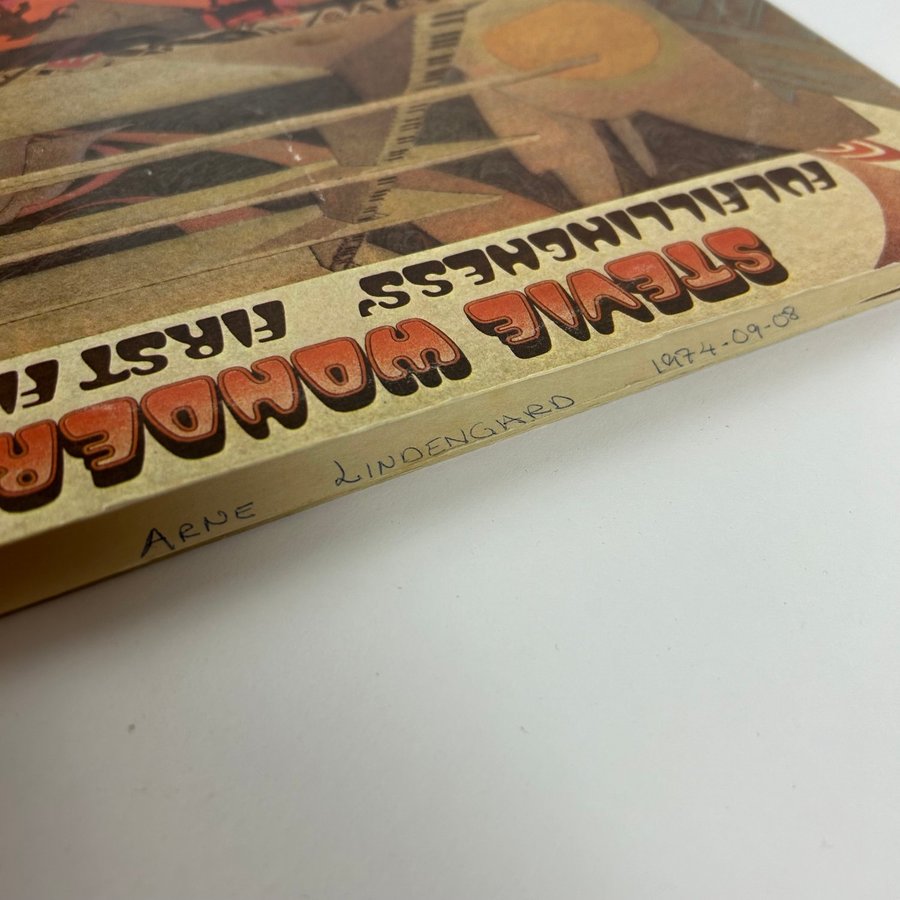 STEVIE WONDER
FULFILLINGNESS' FIRST FI
ARNE LINDENGARD 1974-09-08